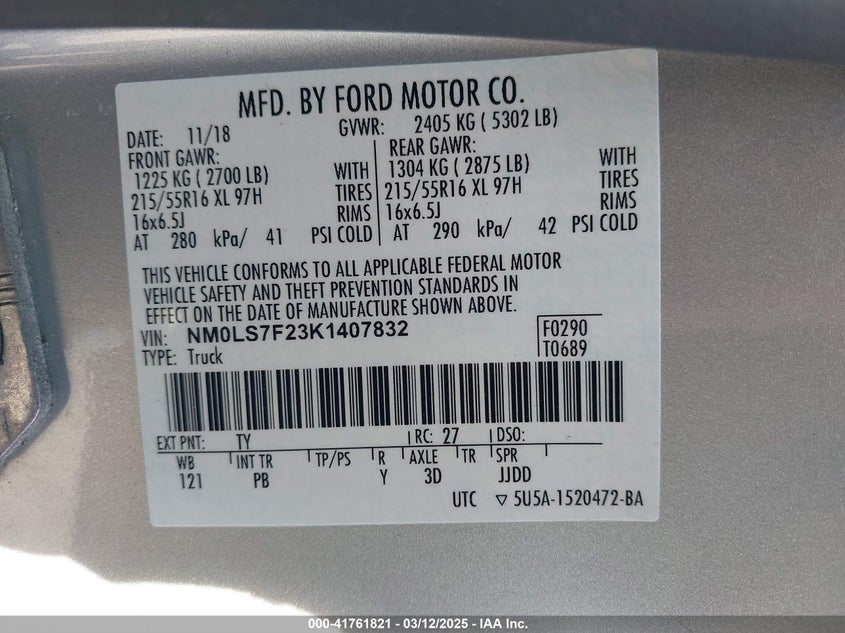 MFD. BY FORD MOTOR CO.
DATE: 11/18 GVWR: 2405 KG ( 5302 LB)
FRONT GAWR: REAR GAWR:
1225 KG ( 2700 LB) WITH 1304 KG ( 2875 LB) WITH
215/55R16 XL 97H TIRES 215/55R16 XL 97H TIRES
16x6.5J RIMS 16x6.5J RIMS
AT 280 kPa/ 41 PSI COLD AT 290 kPa/ 42 PSI COLD
THIS VEHICLE CONFORMS TO ALL APPLICABLE FEDERAL MOTOR
VEHICLE SAFETY AND THEFT PREVENTION STANDARDS IN
EFFECT ON THE DATE OF MANUFACTURE SHOWN ABOVE.
VIN: NM0LS7F23K1407832 F0290
TYPE: Truck T0689
EXT PNT: TY RC: 27 DSO:
WB INT TR TP/PS R AXLE TR SPR
121 PB Y 3D JJDD
UTC ▽ 5U5A-1520472-BA
000-41761821 - 03/12/2025 - IAA Inc.